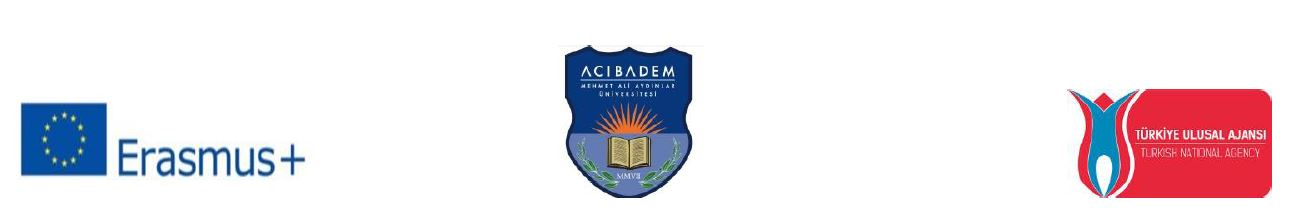 Erasmus+
ACIBADEM
MEHMET ALİ AYDINLAR
ÜNİVERSİTESİ
MMVII
TÜRKİYE ULUSAL AJANSI
TURKISH NATIONAL AGENCY